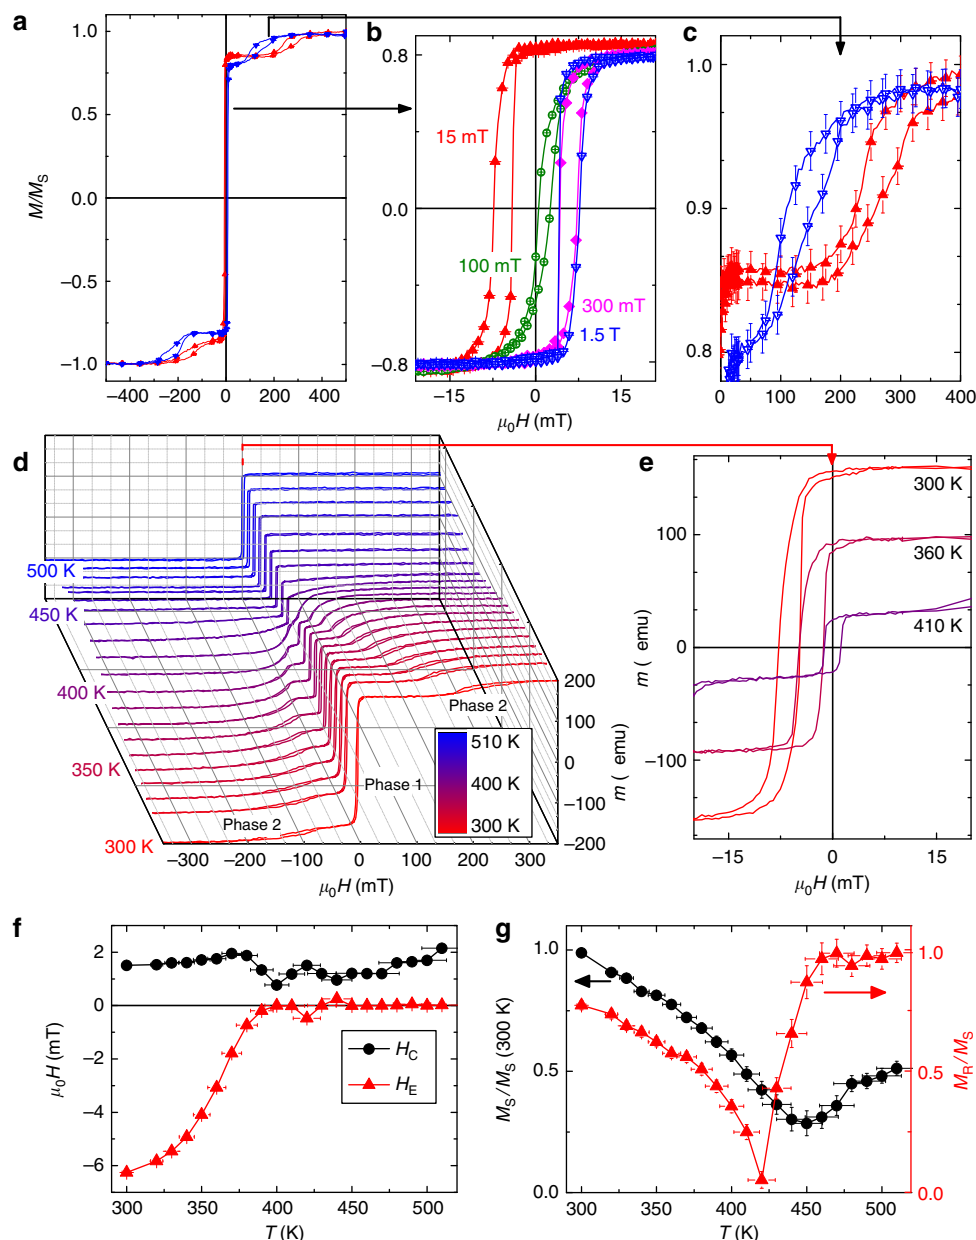 a
1.0
0.5
0.0
−0.5
−1.0
M/MS
−400
−200
0
200
400
b
0.8
0.0
−0.8
15 mT
100 mT
300 mT
1.5 T
−15
0
15
μ0H (mT)
c
1.0
0.9
0.8
0
100
200
300
400
d
500 K
450 K
400 K
350 K
300 K
Phase 2
Phase 1
Phase 2
510 K
400 K
300 K
200
100
0
−100
−200
m ( emu)
−300
−200
−100
0
100
200
300
μ0H (mT)
e
300 K
360 K
410 K
100
0
−100
m ( emu)
−15
0
15
μ0H (mT)
f
2
0
−2
−4
−6
μ0H (mT)
HC
HE
300
350
400
450
500
T (K)
g
1.0
0.5
0.0
MS/MS (300 K)
1.0
0.5
0.0
MR/MS
300
350
400
450
500
T (K)